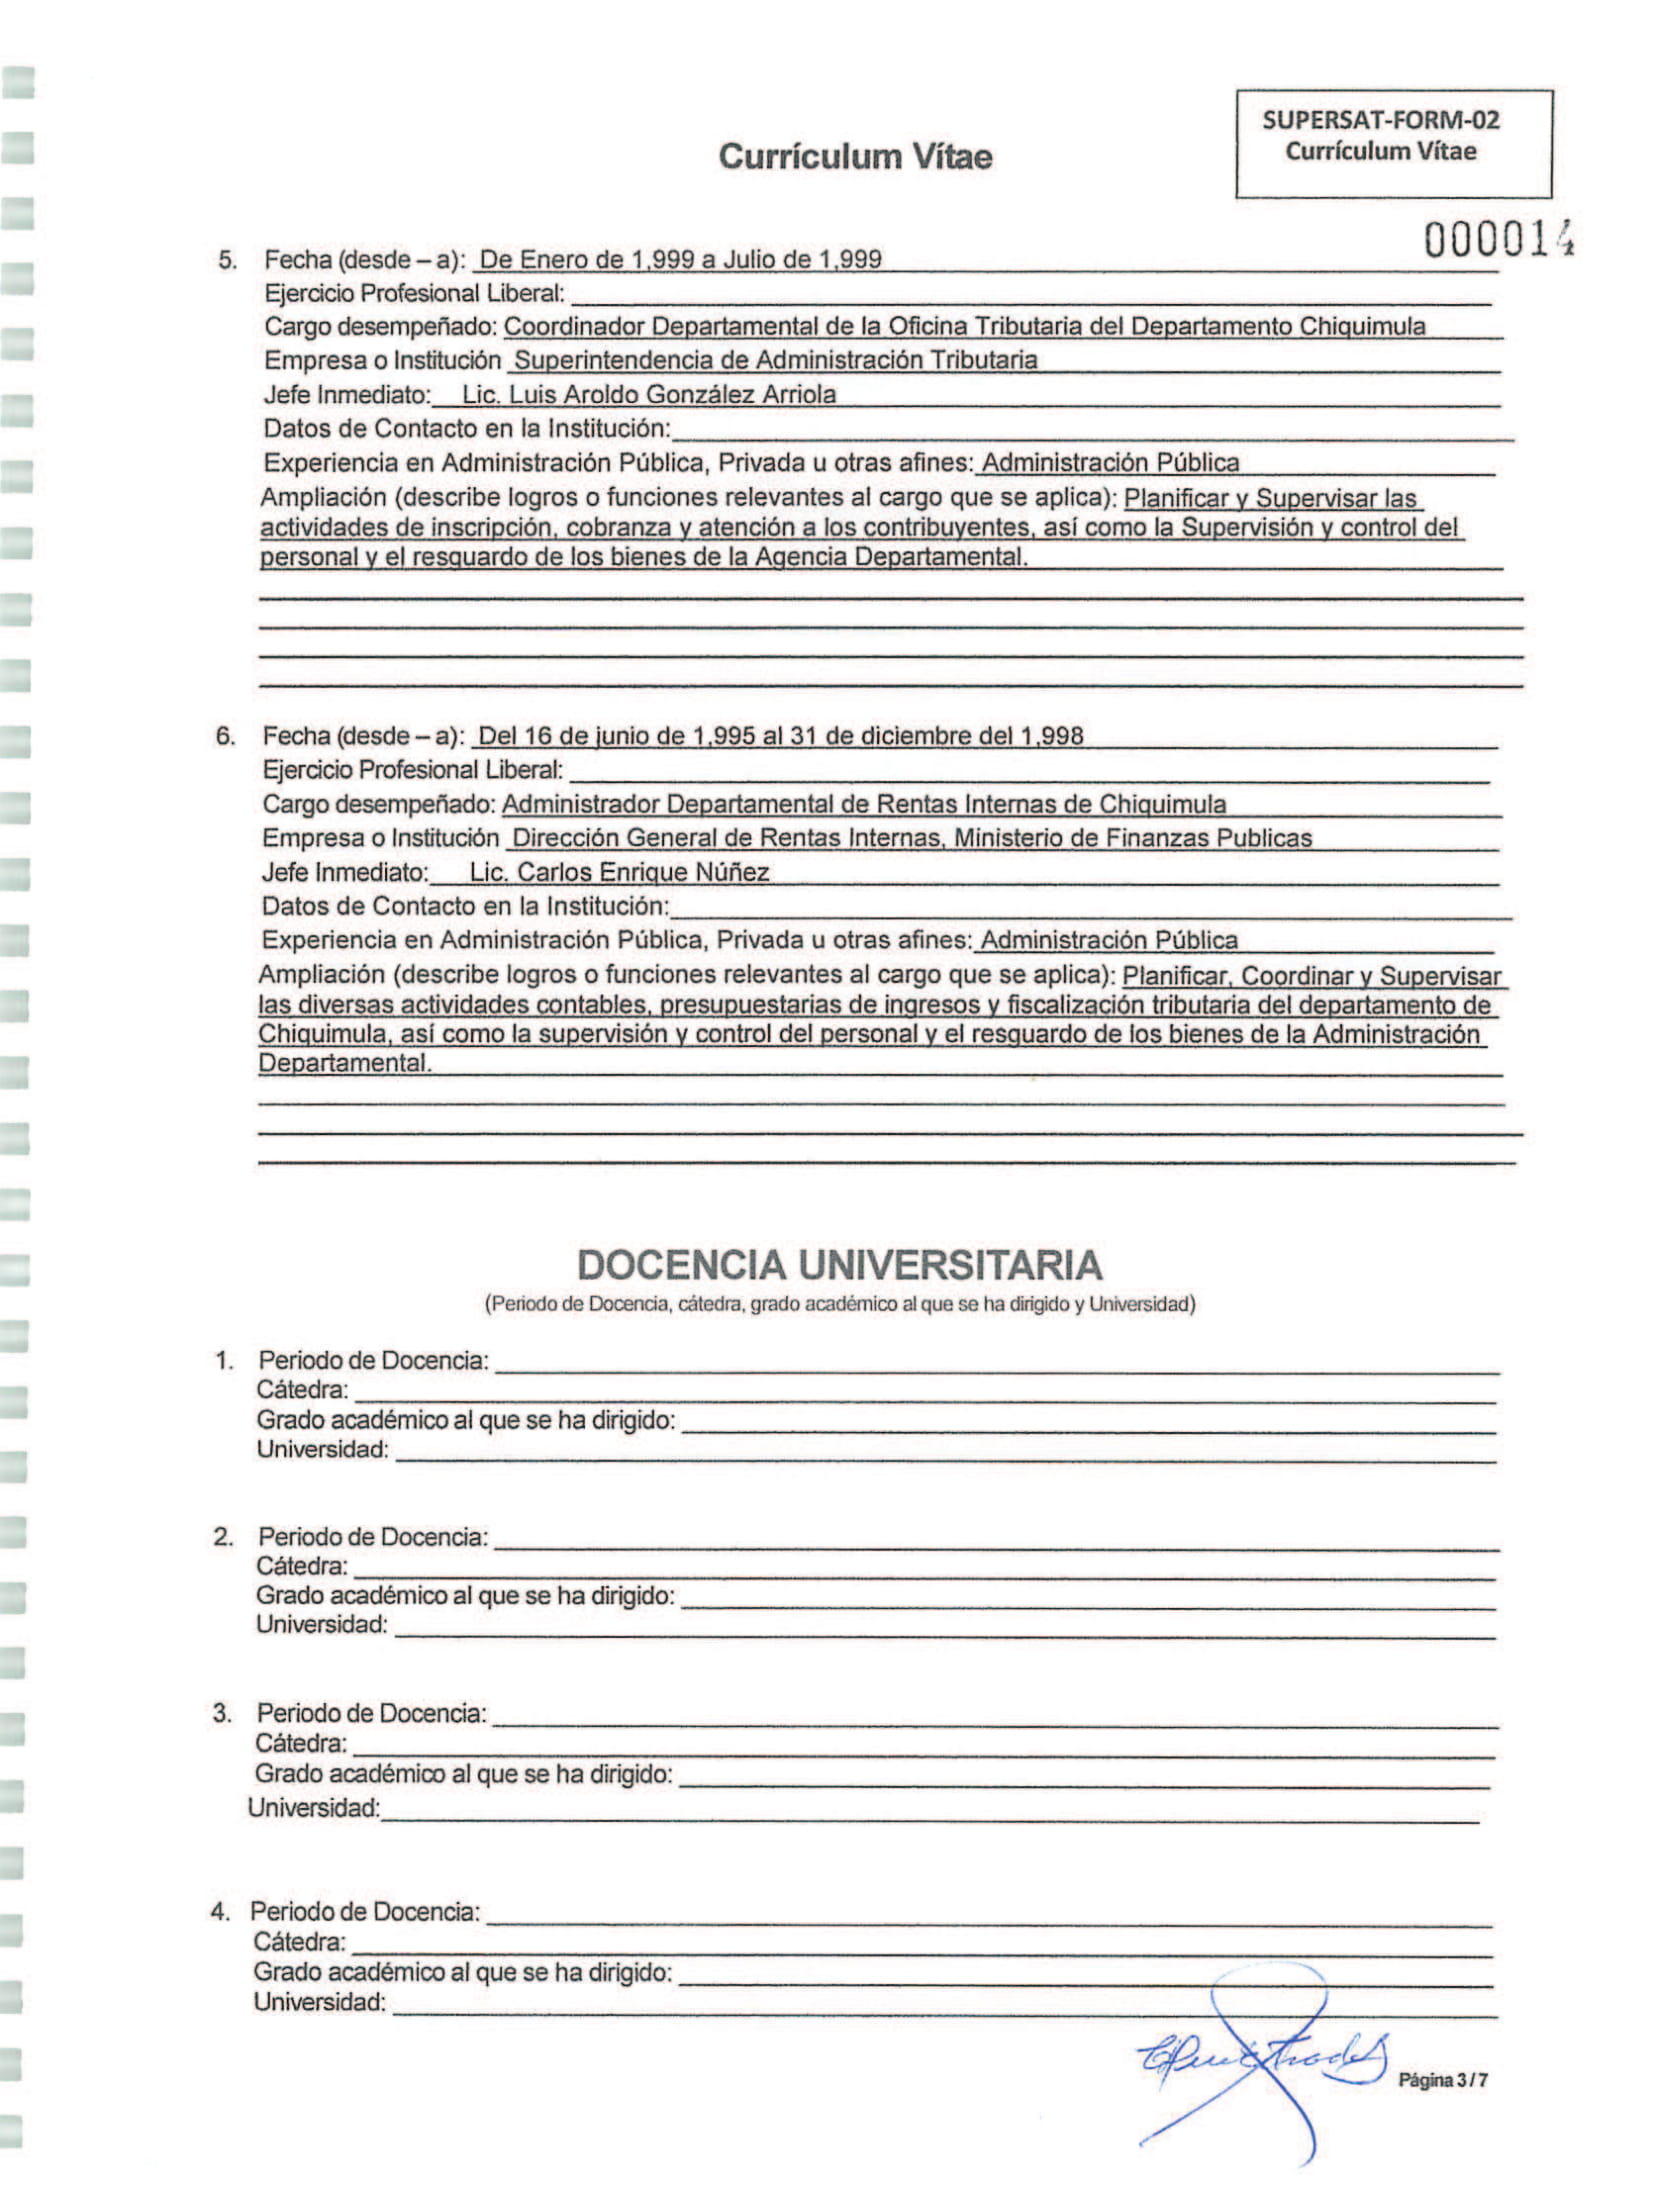 SUPERSAT-FORM-02
Currículum Vítae
Currículum Vítae
000014
5. Fecha (desde – a): De Enero de 1,999 a Julio de 1,999
Ejercicio Profesional Liberal:
Cargo desempeñado: Coordinador Departamental de la Oficina Tributaria del Departamento Chiquimula
Empresa o Institución Superintendencia de Administración Tributaria
Jefe Inmediato: Lic. Luis Aroldo González Arriola
Datos de Contacto en la Institución:
Experiencia en Administración Pública, Privada u otras afines: Administración Pública
Ampliación (describe logros o funciones relevantes al cargo que se aplica): Planificar y Supervisar las
actividades de inscripción, cobranza y atención a los contribuyentes, así como la Supervisión y control del
personal y el resguardo de los bienes de la Agencia Departamental.
6. Fecha (desde – a): Del 16 de junio de 1,995 al 31 de diciembre del 1,998
Ejercicio Profesional Liberal:
Cargo desempeñado: Administrador Departamental de Rentas Internas de Chiquimula
Empresa o Institución Dirección General de Rentas Internas, Ministerio de Finanzas Publicas
Jefe Inmediato: Lic. Carlos Enrique Núñez
Datos de Contacto en la Institución:
Experiencia en Administración Pública, Privada u otras afines: Administración Pública
Ampliación (describe logros o funciones relevantes al cargo que se aplica): Planificar, Coordinar y Supervisar
las diversas actividades contables, presupuestarias de ingresos y fiscalización tributaria del departamento de
Chiquimula, así como la supervisión y control del personal y el resguardo de los bienes de la Administración
Departamental.
DOCENCIA UNIVERSITARIA
(Periodo de Docencia, cátedra, grado académico al que se ha dirigido y Universidad)
1. Periodo de Docencia:
Cátedra:
Grado académico al que se ha dirigido:
Universidad:
2. Periodo de Docencia:
Cátedra:
Grado académico al que se ha dirigido:
Universidad:
3. Periodo de Docencia:
Cátedra:
Grado académico al que se ha dirigido:
Universidad:
4. Periodo de Docencia:
Cátedra:
Grado académico al que se ha dirigido:
Universidad:
Página 3 / 7